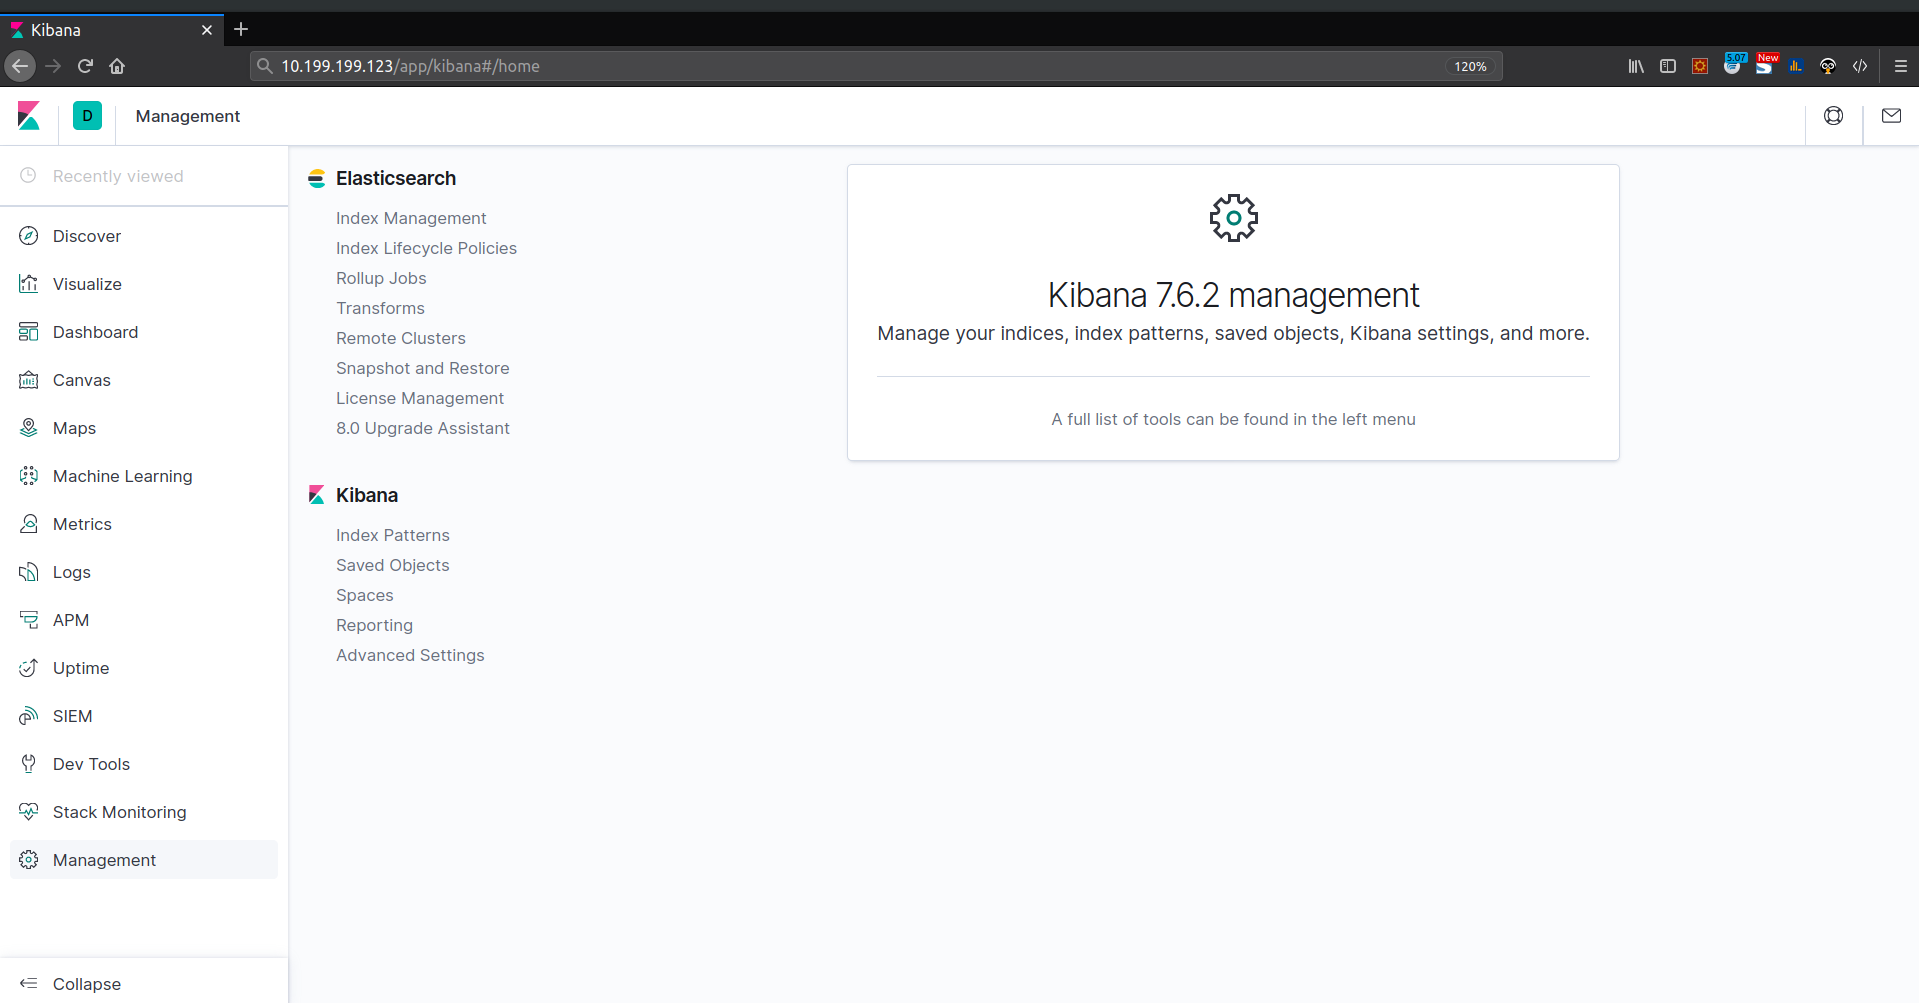 Kibana
10.199.199.123/app/kibana#/home
120%
5.07
New
D
Management
Recently viewed
Discover
Visualize
Dashboard
Canvas
Maps
Machine Learning
Metrics
Logs
APM
Uptime
SIEM
Dev Tools
Stack Monitoring
Management
Collapse
Elasticsearch
Index Management
Index Lifecycle Policies
Rollup Jobs
Transforms
Remote Clusters
Snapshot and Restore
License Management
8.0 Upgrade Assistant
Kibana
Index Patterns
Saved Objects
Spaces
Reporting
Advanced Settings
Kibana 7.6.2 management
Manage your indices, index patterns, saved objects, Kibana settings, and more.
A full list of tools can be found in the left menu